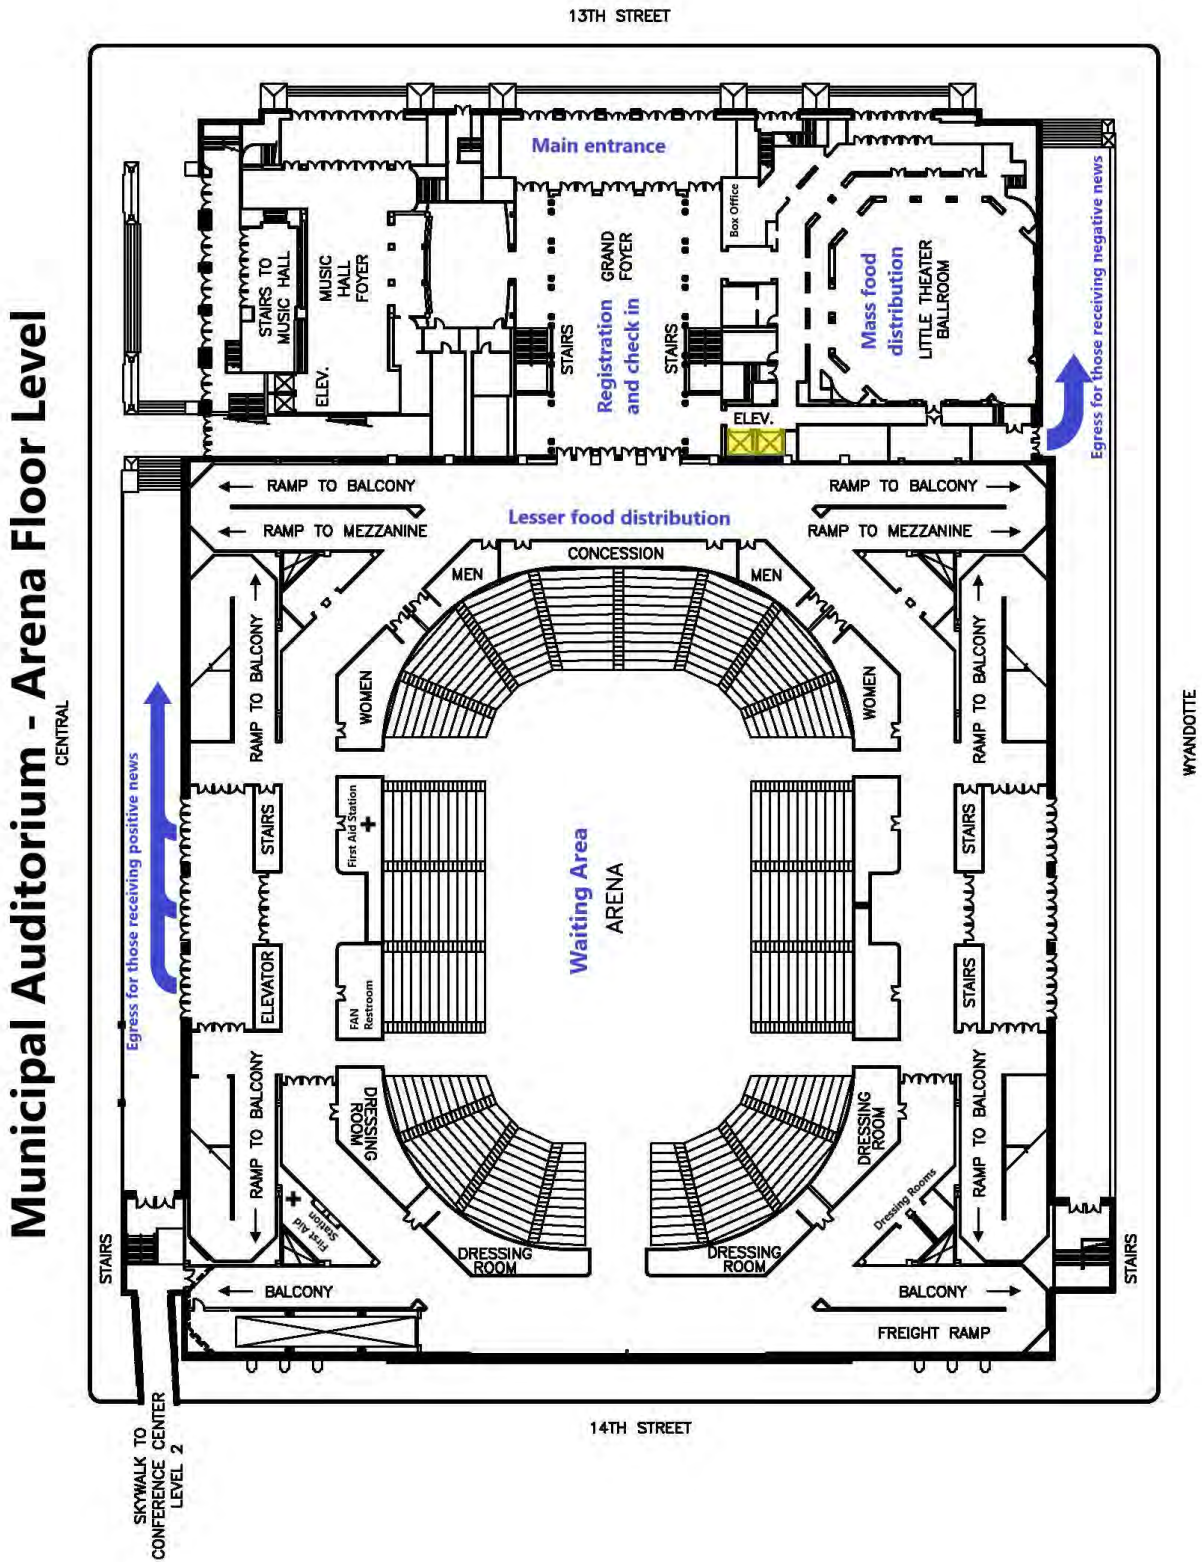 13TH STREET
Municipal Auditorium - Arena Floor Level
CENTRAL
WYANDOTTE
Main entrance
Box Office
STAIRS TO
MUSIC HALL
MUSIC
HALL
FOYER
ELEV.
STAIRS
GRAND
FOYER
Registration
and check in
STAIRS
ELEV.
Mass food
distribution
LITTLE THEATER
BALLROOM
Egress for those receiving negative news
RAMP TO BALCONY
RAMP TO BALCONY
RAMP TO MEZZANINE
RAMP TO MEZZANINE
Lesser food distribution
CONCESSION
MEN
MEN
WOMEN
WOMEN
RAMP TO BALCONY
RAMP TO BALCONY
Egress for those receiving positive news
STAIRS
First Aid Station
STAIRS
Waiting Area
ARENA
ELEVATOR
FAN
Restroom
STAIRS
RAMP TO BALCONY
RAMP TO BALCONY
DRESSING
ROOM
DRESSING
ROOM
First Aid
Station
Dressing Rooms
DRESSING
ROOM
DRESSING
ROOM
STAIRS
STAIRS
BALCONY
BALCONY
FREIGHT RAMP
14TH STREET
SKYWALK TO
CONFERENCE CENTER
LEVEL 2